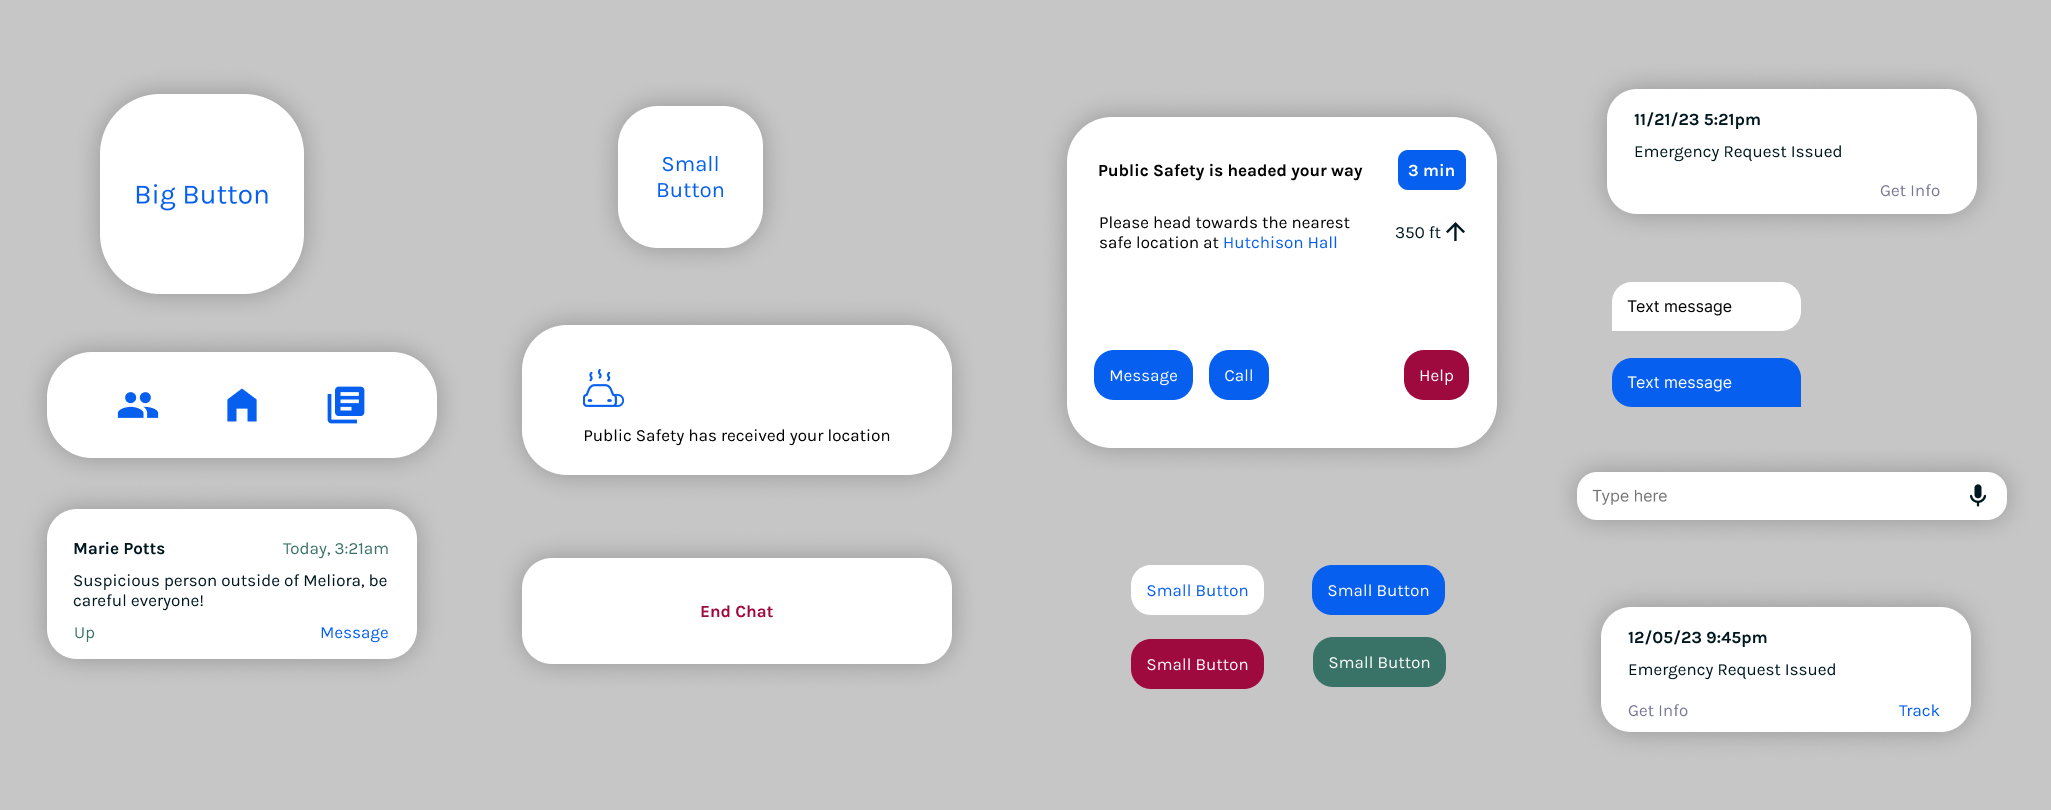 Big Button
Marie Potts
Today, 3:21am
Suspicious person outside of Meliora, be
careful everyone!
Up
Message
Small
Button
Public Safety has received your location
End Chat
Public Safety is headed your way
3 min
Please head towards the nearest
safe location at Hutchison Hall
350 ft
Message
Call
Help
Small Button
Small Button
Small Button
Small Button
11/21/23 5:21pm
Emergency Request Issued
Get Info
Text message
Text message
Type here
12/05/23 9:45pm
Emergency Request Issued
Get Info
Track